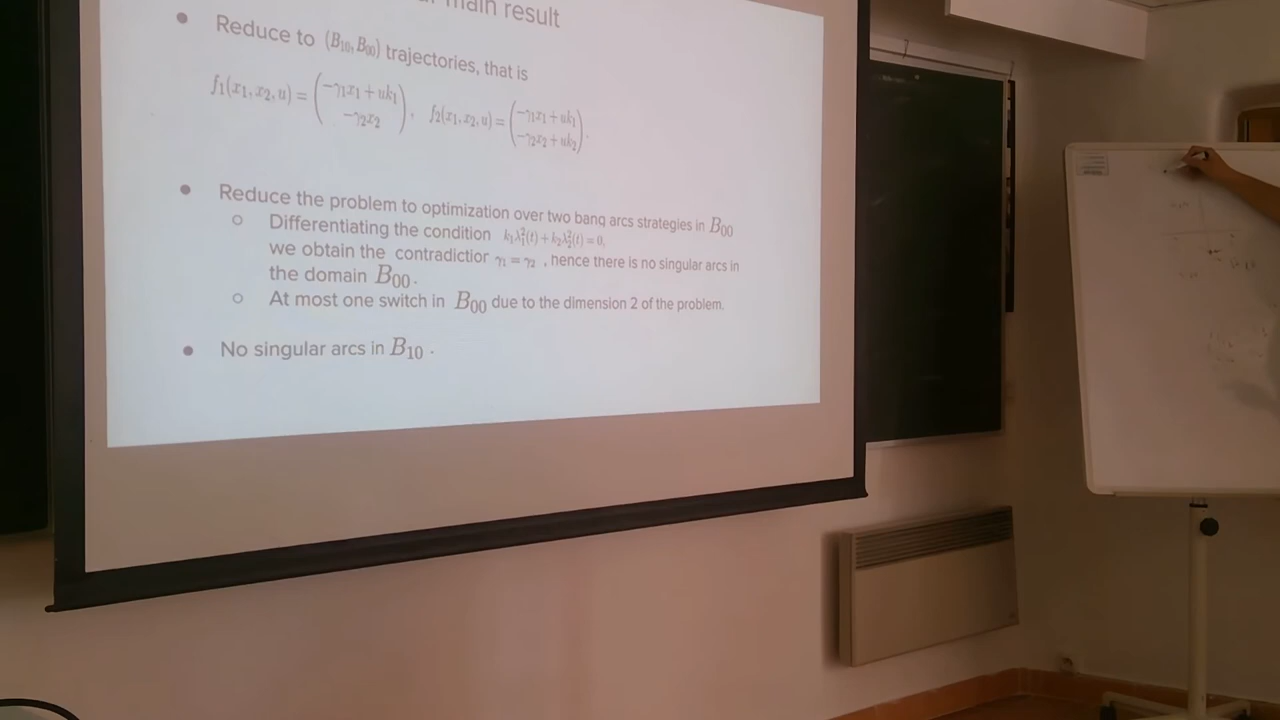 main result
• Reduce to (B₁₀, B₀₀) trajectories, that is
f₁(x₁, x₂, u) = (−γ₁x₁ + uk₁ / −γ₂x₂), f₂(x₁, x₂, u) = (−γ₁x₁ + uk₁ / −γ₂x₂ + uk₂).
• Reduce the problem to optimization over two bang arcs strategies in B₀₀
○ Differentiating the condition k₁λ₁²(t) + k₂λ₂²(t) = 0,
we obtain the contradictior γ₁ = γ₂ , hence there is no singular arcs in
the domain B₀₀.
○ At most one switch in B₀₀ due to the dimension 2 of the problem.
• No singular arcs in B₁₀ .